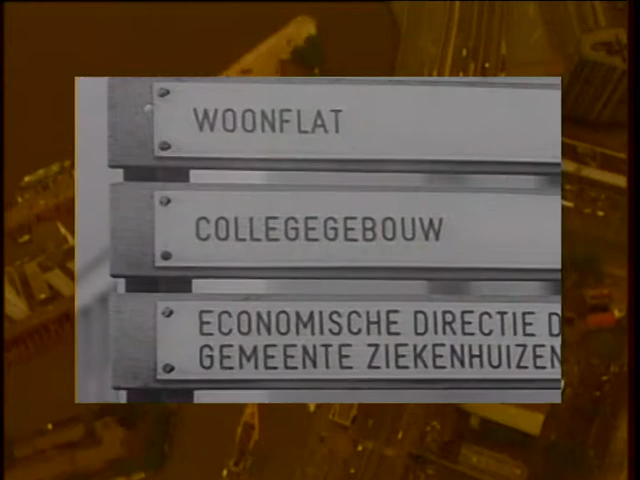 WOONFLAT
COLLEGEGEBOUW
ECONOMISCHE DIRECTIE
GEMEENTE ZIEKENHUIZEN